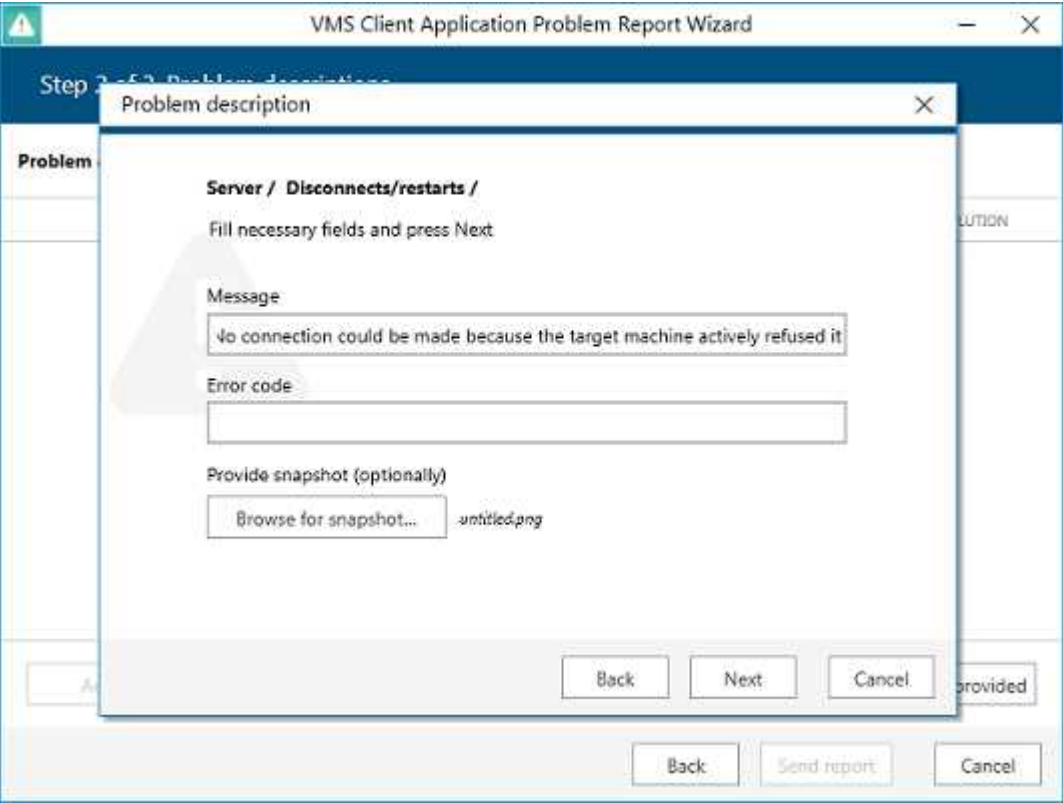 VMS Client Application Problem Report Wizard
Step
Problem description
Problem
Server / Disconnects/restarts /
LUTION
Fill necessary fields and press Next
Message
No connection could be made because the target machine actively refused it
Error code
Provide snapshot (optionally)
Browse for snapshot... untitled.png
Back Next Cancel
provided
Back Send report Cancel